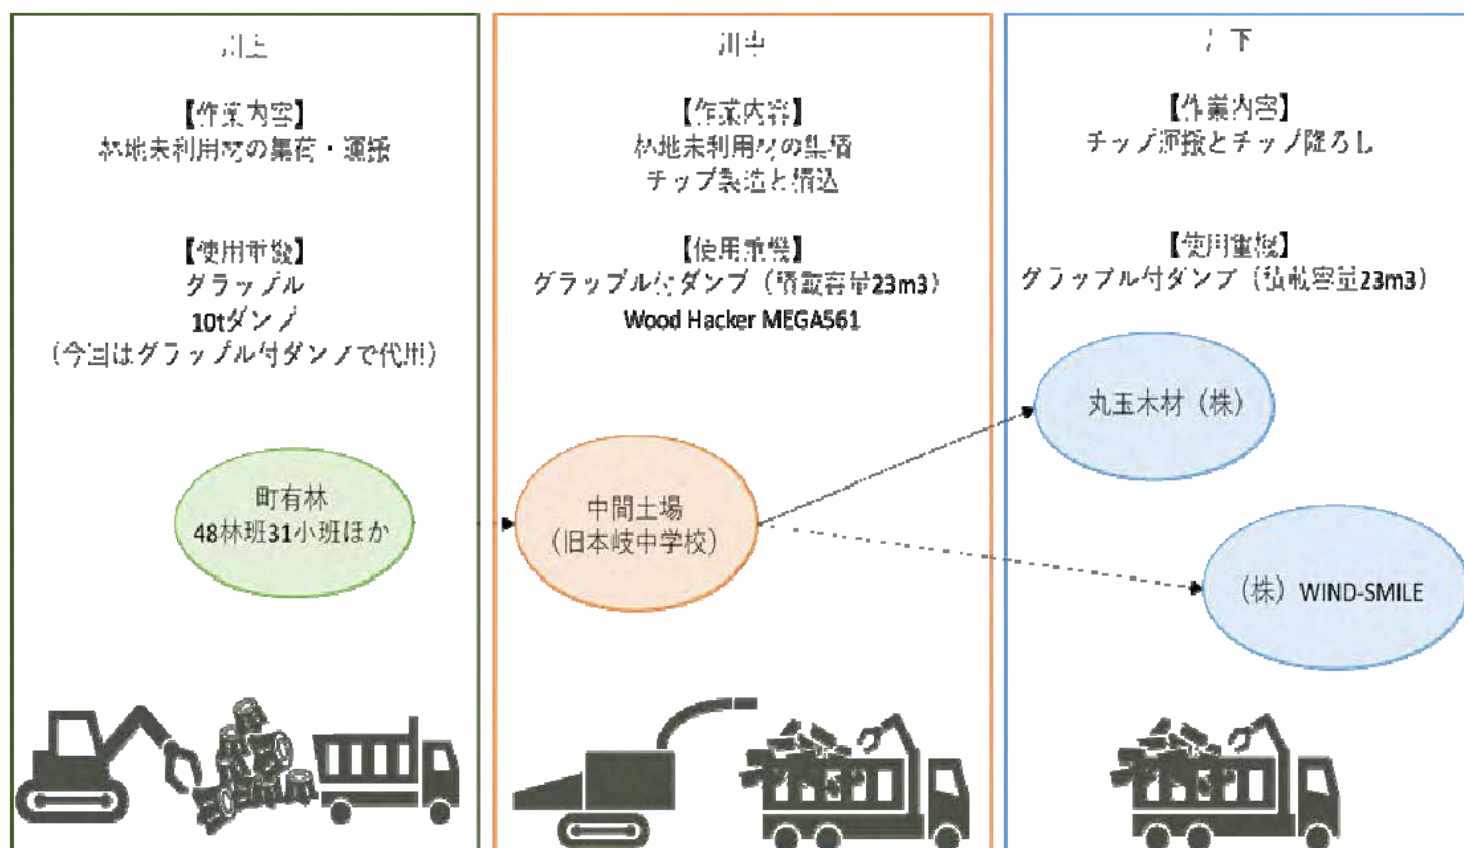 川上
【作業内容】
林地未利用材の集荷・運搬
【使用重機】
グラップル
10tダンプ
（今回はグラップル付ダンプで代用）
町有林
48林班31小班ほか
川中
【作業内容】
林地未利用材の集積
チップ製造と積込
【使用重機】
グラップル付ダンプ（積載容量23m3）
Wood Hacker MEGA561
中間土場
（旧本岐中学校）
川下
【作業内容】
チップ運搬とチップ降ろし
【使用重機】
グラップル付ダンプ（積載容量23m3）
丸玉木材（株）
（株）WIND-SMILE